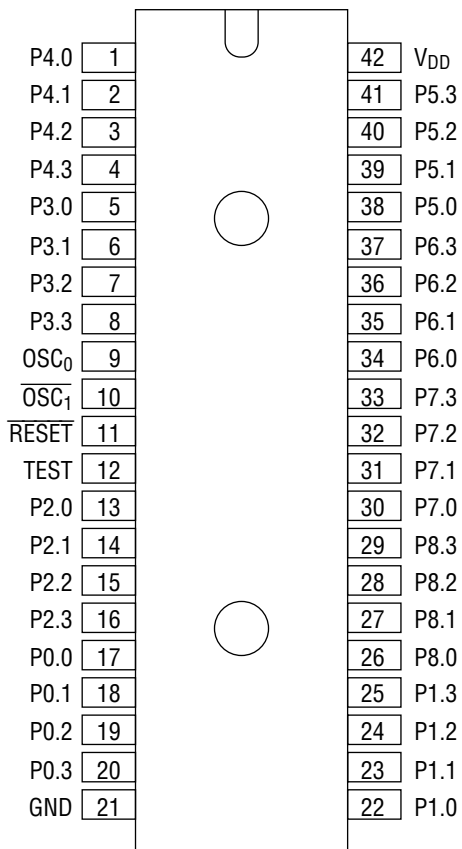 P4.0 1 42 VDD
P4.1 2 41 P5.3
P4.2 3 40 P5.2
P4.3 4 39 P5.1
P3.0 5 38 P5.0
P3.1 6 37 P6.3
P3.2 7 36 P6.2
P3.3 8 35 P6.1
OSC₀ 9 34 P6.0
O̅S̅C̅₁ 10 33 P7.3
R̅E̅S̅E̅T̅ 11 32 P7.2
TEST 12 31 P7.1
P2.0 13 30 P7.0
P2.1 14 29 P8.3
P2.2 15 28 P8.2
P2.3 16 27 P8.1
P0.0 17 26 P8.0
P0.1 18 25 P1.3
P0.2 19 24 P1.2
P0.3 20 23 P1.1
GND 21 22 P1.0